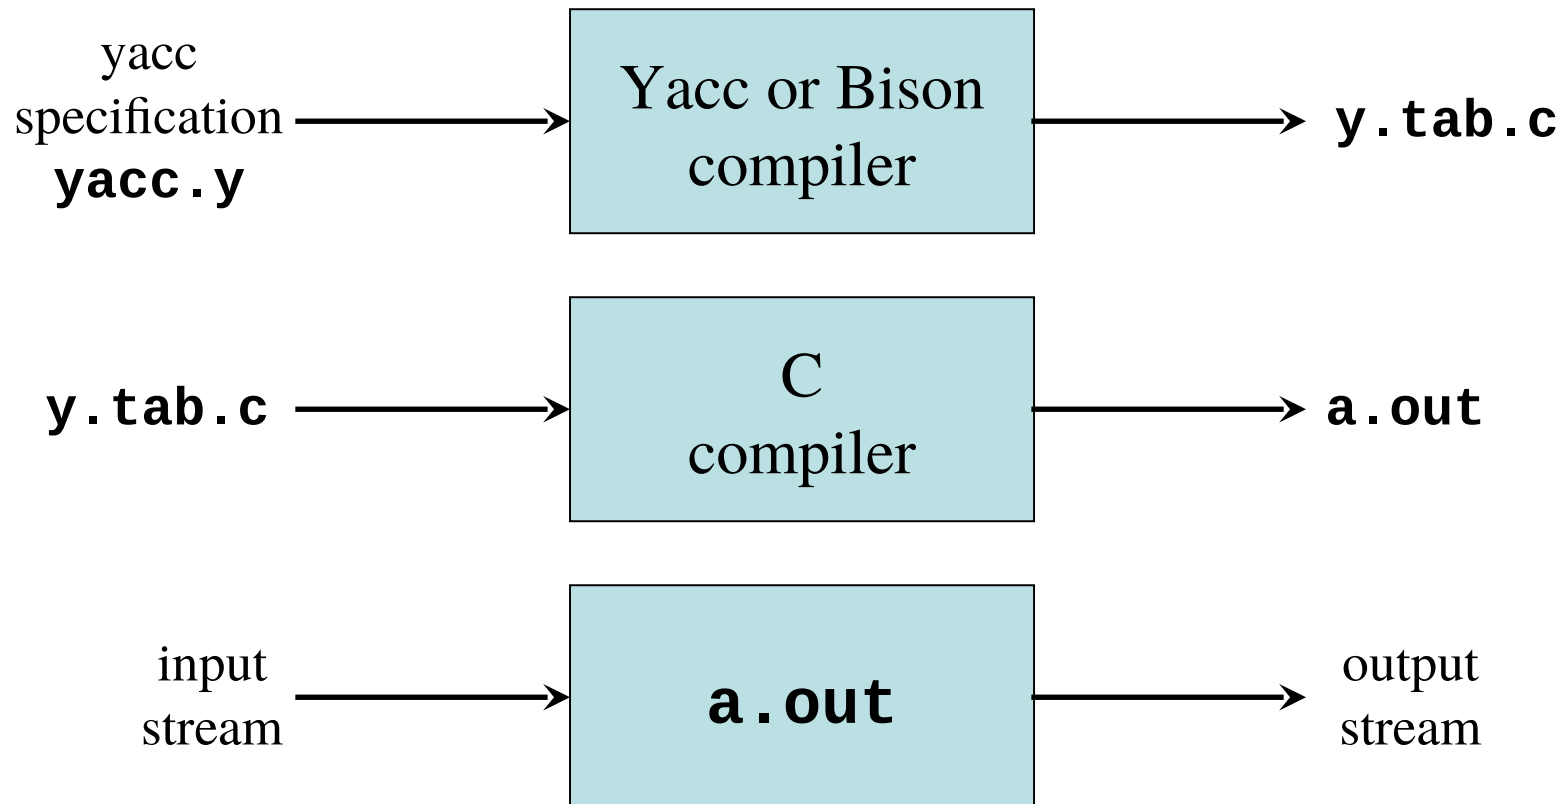 yacc
specification
yacc.y
Yacc or Bison
compiler
y.tab.c
y.tab.c
C
compiler
a.out
input
stream
a.out
output
stream